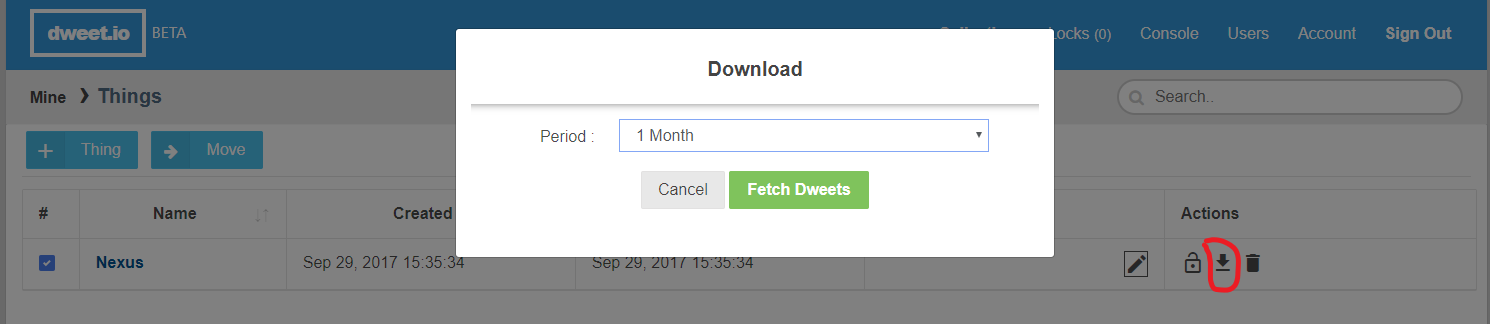 dweet.io BETA
Locks (0) Console Users Account Sign Out
Download
Mine Things
Search..
Period : 1 Month
Thing Move
Cancel Fetch Dweets
# Name Created Actions
Nexus Sep 29, 2017 15:35:34 Sep 29, 2017 15:35:34